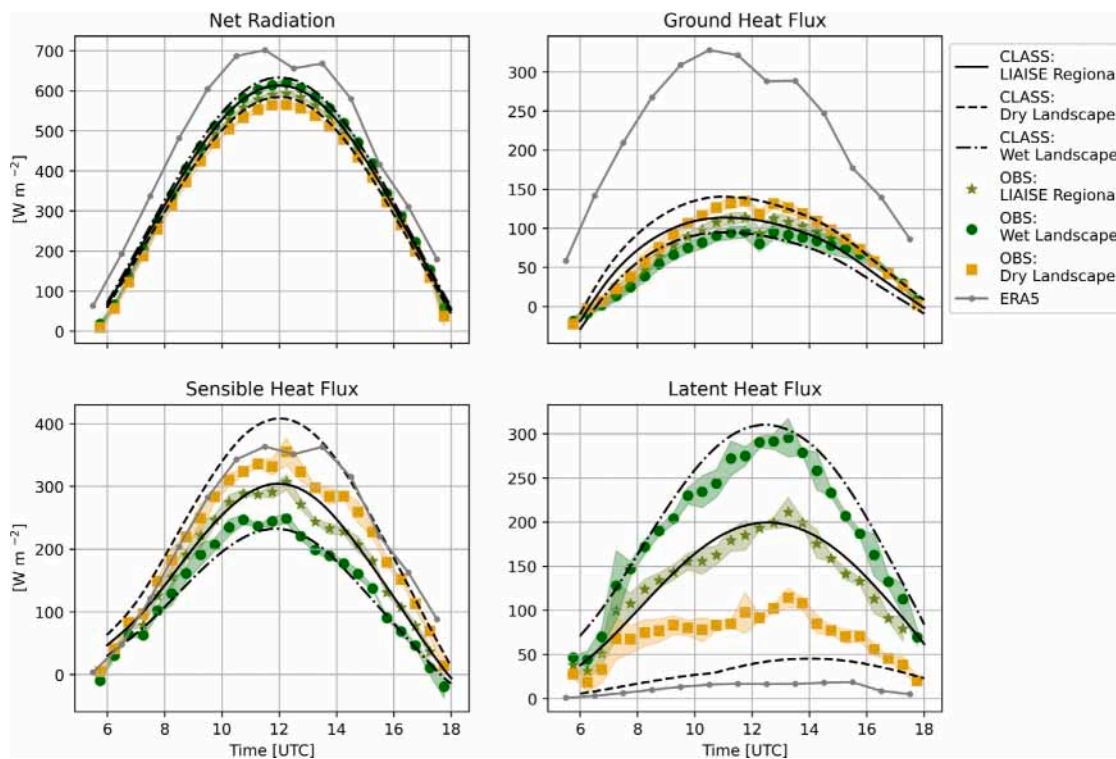 Net Radiation
Ground Heat Flux
700
600
500
400
300
200
100
0
[W m⁻²]
300
250
200
150
100
50
0
CLASS:
LIAISE Regional
CLASS:
Dry Landscape
CLASS:
Wet Landscape
OBS:
LIAISE Regional
OBS:
Wet Landscape
OBS:
Dry Landscape
ERA5
Sensible Heat Flux
Latent Heat Flux
400
300
200
100
0
[W m⁻²]
300
250
200
150
100
50
0
6 8 10 12 14 16 18
Time [UTC]
6 8 10 12 14 16 18
Time [UTC]